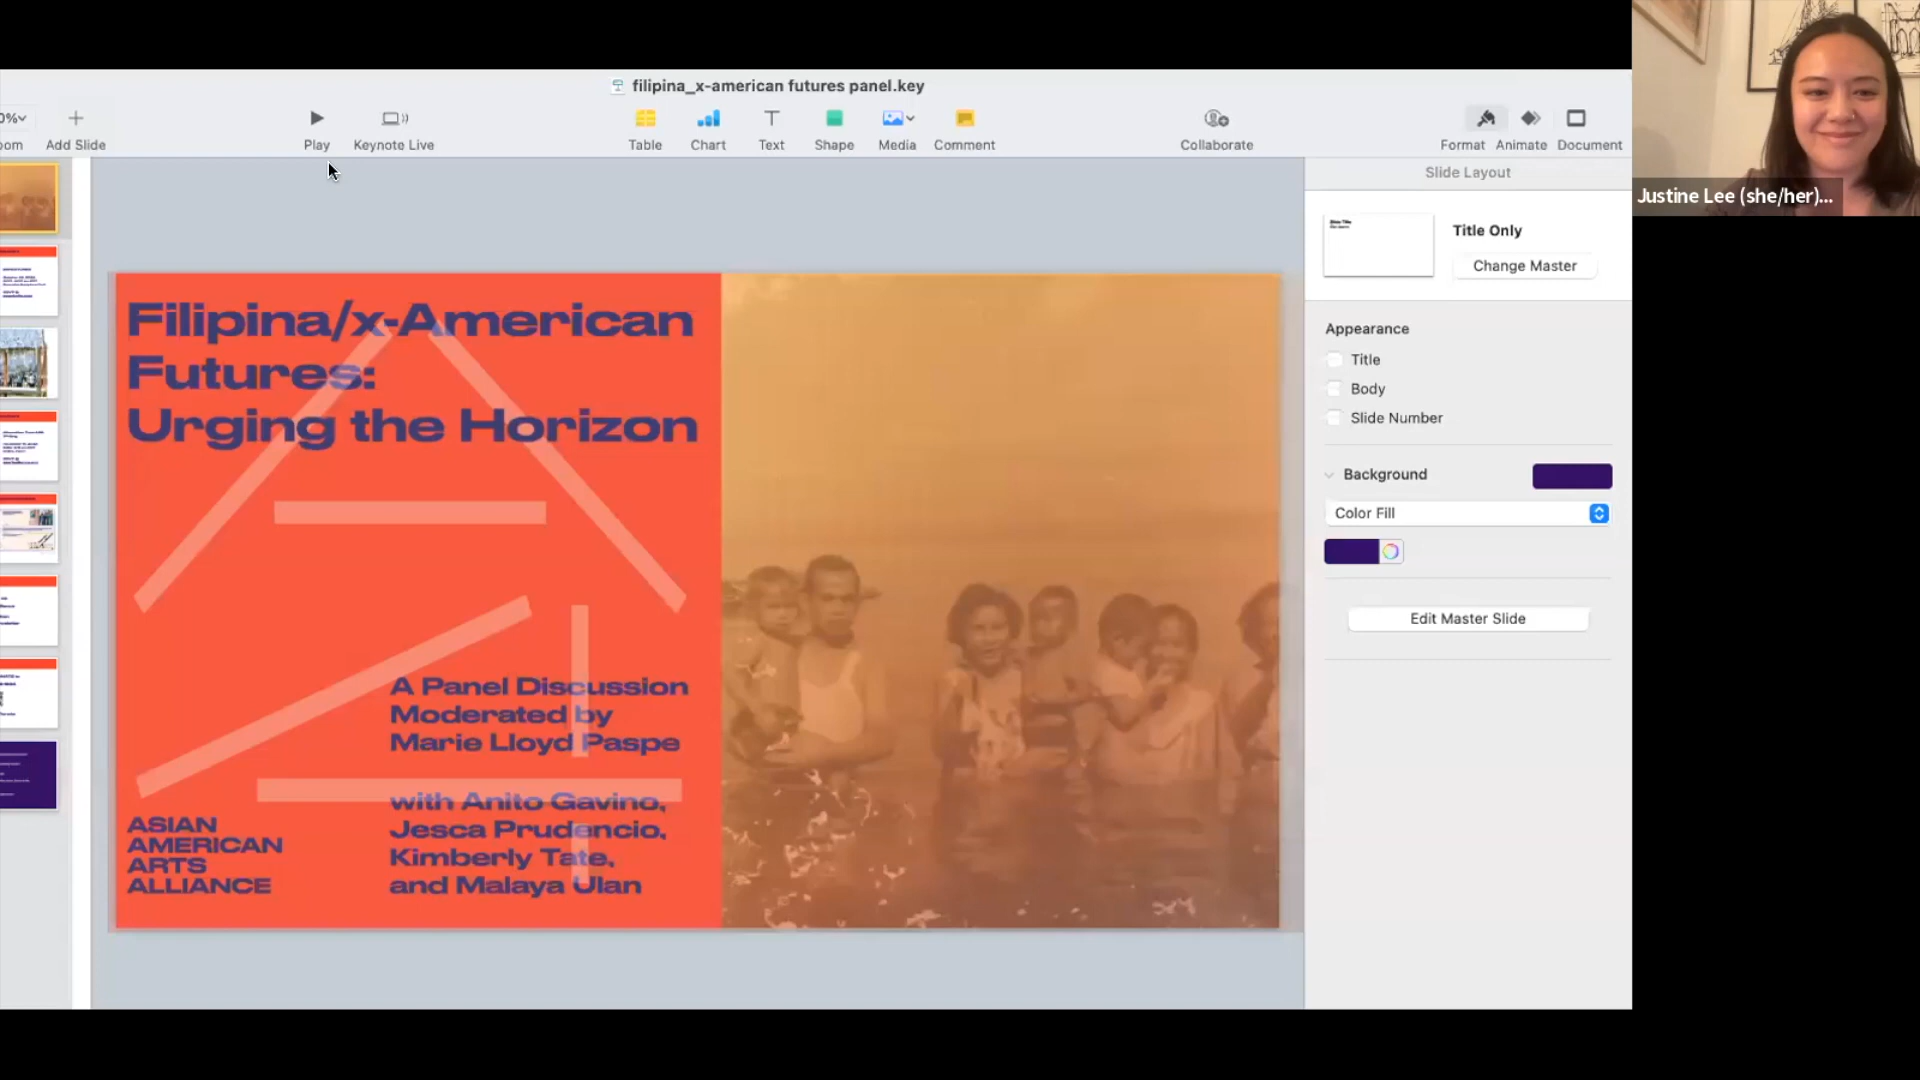 filipina_x-american futures panel.key
0%
oom
Add Slide
Play
Keynote Live
Table
Chart
Text
Shape
Media
Comment
Collaborate
Format
Animate
Document
Slide Layout
Title Only
Change Master
Appearance
Title
Body
Slide Number
Background
Color Fill
Edit Master Slide
Filipina/x-American
Futures:
Urging the Horizon
A Panel Discussion
Moderated by
Marie Lloyd Paspe
with Anito Gavino,
Jesca Prudencio,
Kimberly Tate,
and Malaya Ulan
ASIAN
AMERICAN
ARTS
ALLIANCE
Justine Lee (she/her)...